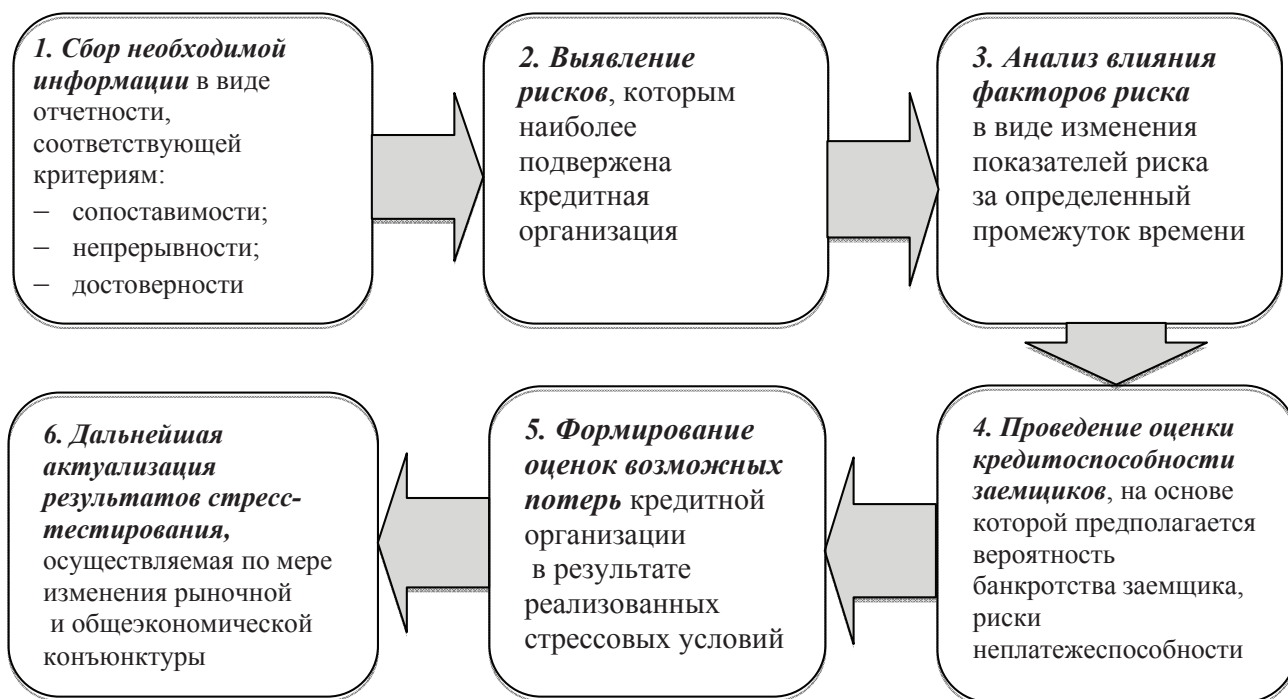 1. Сбор необходимой
информации в виде
отчетности,
соответствующей
критериям:
– сопоставимости;
– непрерывности;
– достоверности
2. Выявление
рисков, которым
наиболее
подвержена
кредитная
организация
3. Анализ влияния
факторов риска
в виде изменения
показателей риска
за определенный
промежуток времени
4. Проведение оценки
кредитоспособности
заемщиков, на основе
которой предполагается
вероятность
банкротства заемщика,
риски
неплатежеспособности
5. Формирование
оценок возможных
потерь кредитной
организации
в результате
реализованных
стрессовых условий
6. Дальнейшая
актуализация
результатов стресс-
тестирования,
осуществляемая по мере
изменения рыночной
и общеэкономической
конъюнктуры